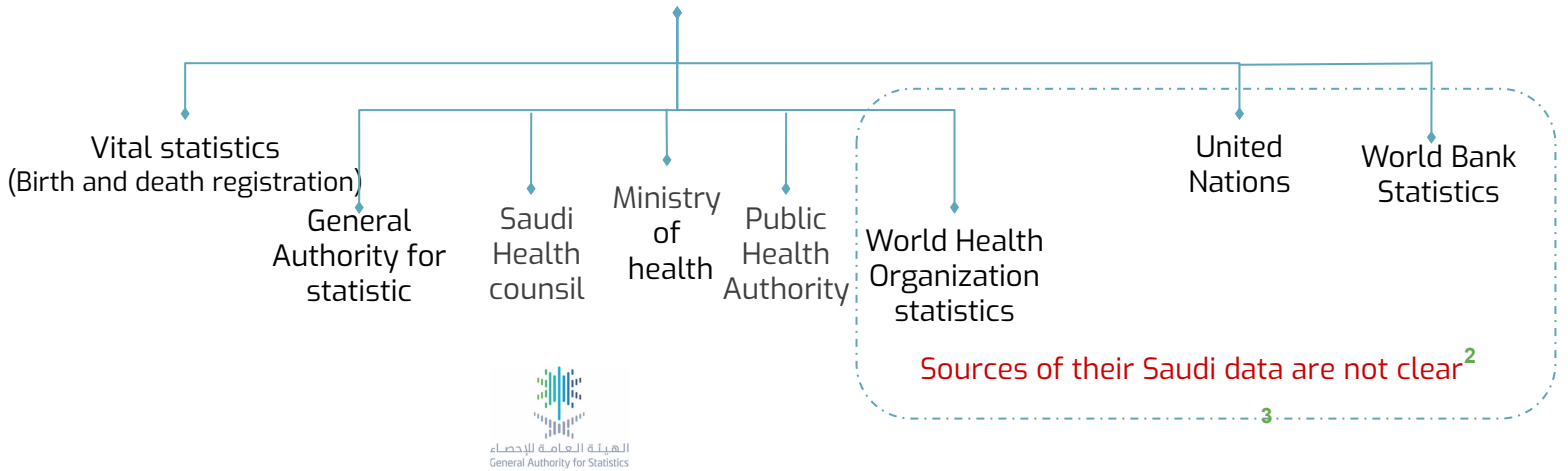 Vital statistics
(Birth and death registration)
General
Authority for
statistic
Saudi
Health
counsil
Ministry
of
health
Public
Health
Authority
World Health
Organization
statistics
United
Nations
World Bank
Statistics
Sources of their Saudi data are not clear2
3
الهيئة العامة للإحصاء
General Authority for Statistics